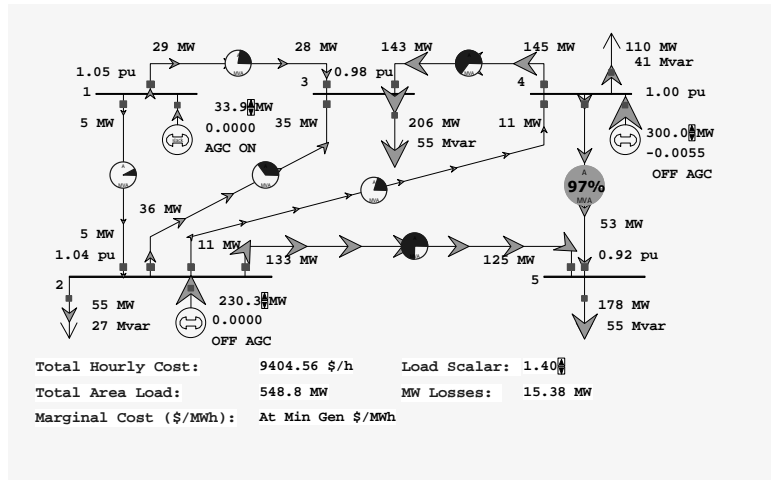 29 MW
28 MW
143 MW
145 MW
110 MW
41 Mvar
A
MVA
1.05 pu
3
0.98 pu
4
1.00 pu
1
33.9 MW
5 MW
0.0000
AGC ON
35 MW
206 MW
55 Mvar
11 MW
300.0 MW
-0.0055
OFF AGC
A
MVA
A
MVA
A
MVA
A
97%
MVA
36 MW
53 MW
5 MW
11 MW
1.04 pu
133 MW
125 MW
0.92 pu
2
5
55 MW
27 Mvar
230.3 MW
0.0000
OFF AGC
178 MW
55 Mvar
Total Hourly Cost: 9404.56 $/h Load Scalar: 1.40
Total Area Load: 548.8 MW MW Losses: 15.38 MW
Marginal Cost ($/MWh): At Min Gen $/MWh